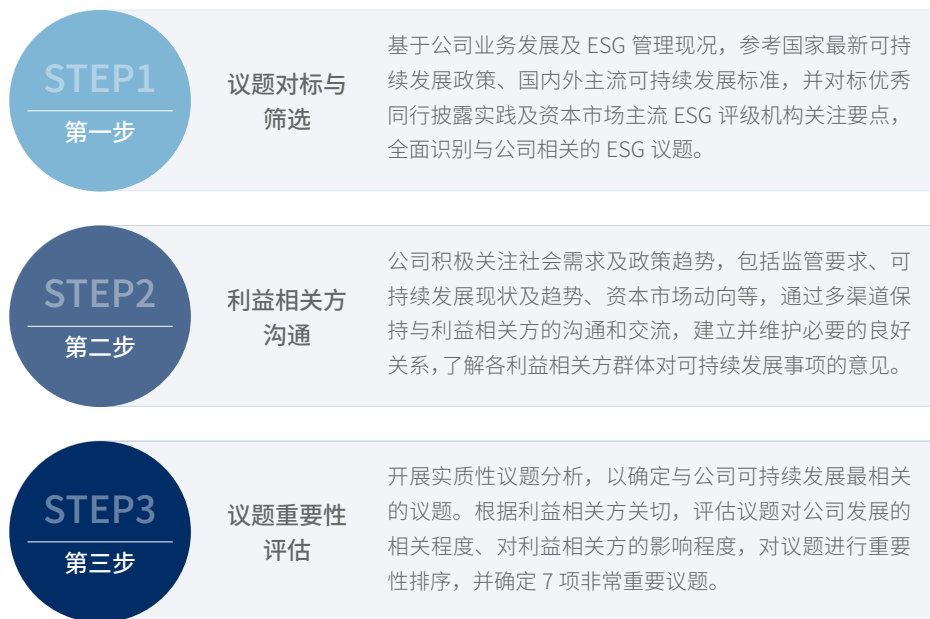 STEP1
第一步
议题对标与
筛选
基于公司业务发展及 ESG 管理现况，参考国家最新可持
续发展政策、国内外主流可持续发展标准，并对标优秀
同行披露实践及资本市场主流 ESG 评级机构关注要点，
全面识别与公司相关的 ESG 议题。
STEP2
第二步
利益相关方
沟通
公司积极关注社会需求及政策趋势，包括监管要求、可
持续发展现状及趋势、资本市场动向等，通过多渠道保
持与利益相关方的沟通和交流，建立并维护必要的良好
关系，了解各利益相关方群体对可持续发展事项的意见。
STEP3
第三步
议题重要性
评估
开展实质性议题分析，以确定与公司可持续发展最相关
的议题。根据利益相关方关切，评估议题对公司发展的
相关程度、对利益相关方的影响程度，对议题进行重要
性排序，并确定 7 项非常重要议题。